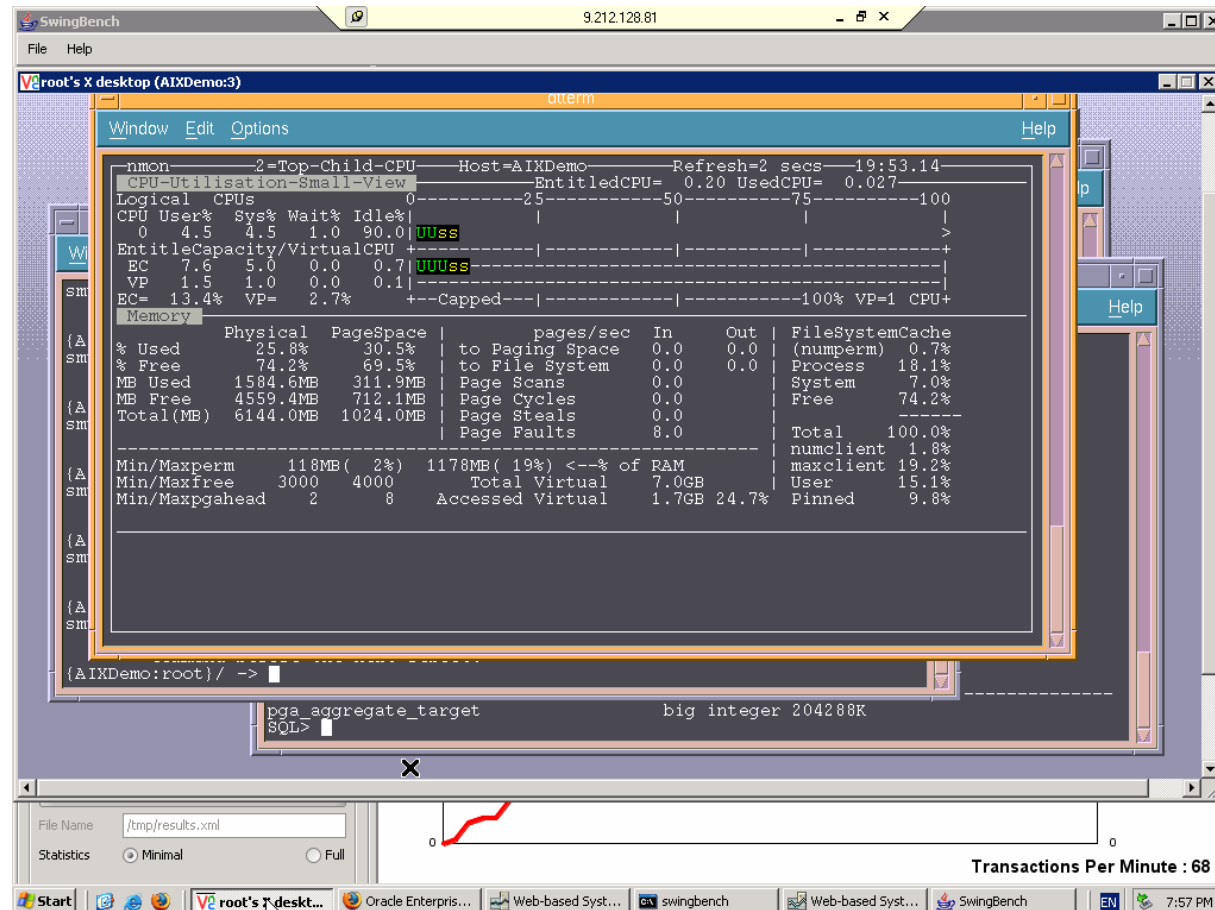 SwingBench
9.212.128.81
File Help
root's X desktop (AIXDemo:3)
Window Edit Options Help
nmon 2=Top-Child-CPU Host=AIXDemo Refresh=2 secs 19:53.14
CPU-Utilisation-Small-View EntitledCPU= 0.20 UsedCPU= 0.027
Logical CPUs 0----------25-----------50----------75----------100
CPU User% Sys% Wait% Idle%| | | | |
0 4.5 4.5 1.0 90.0|UUss >
EntitleCapacity/VirtualCPU +-----------|------------|-----------|------------+
EC 7.6 5.0 0.0 0.7|UUUss-----------------------------------------|
VP 1.5 1.0 0.0 0.1|---------------------------------------------|
EC= 13.4% VP= 2.7% +--Capped---|------------|-----------100% VP=1 CPU+
Memory
Physical PageSpace | pages/sec In Out | FileSystemCache
% Used 25.8% 30.5% | to Paging Space 0.0 0.0 | (numperm) 0.7%
% Free 74.2% 69.5% | to File System 0.0 0.0 | Process 18.1%
MB Used 1584.6MB 311.9MB | Page Scans 0.0 | System 7.0%
MB Free 4559.4MB 712.1MB | Page Cycles 0.0 | Free 74.2%
Total(MB) 6144.0MB 1024.0MB | Page Steals 0.0 | ------
| Page Faults 8.0 | Total 100.0%
| numclient 1.8%
Min/Maxperm 118MB( 2%) 1178MB( 19%) <--% of RAM | maxclient 19.2%
Min/Maxfree 3000 4000 Total Virtual 7.0GB | User 15.1%
Min/Maxpgahead 2 8 Accessed Virtual 1.7GB 24.7% Pinned 9.8%
Help
{AIXDemo:root}/ ->
pga_aggregate_target big integer 204288K
SQL>
File Name /tmp/results.xml
Statistics Minimal Full
0 0
Transactions Per Minute : 68
Start root's X deskt... Oracle Enterpris... Web-based Syst... swingbench Web-based Syst... SwingBench EN 7:57 PM